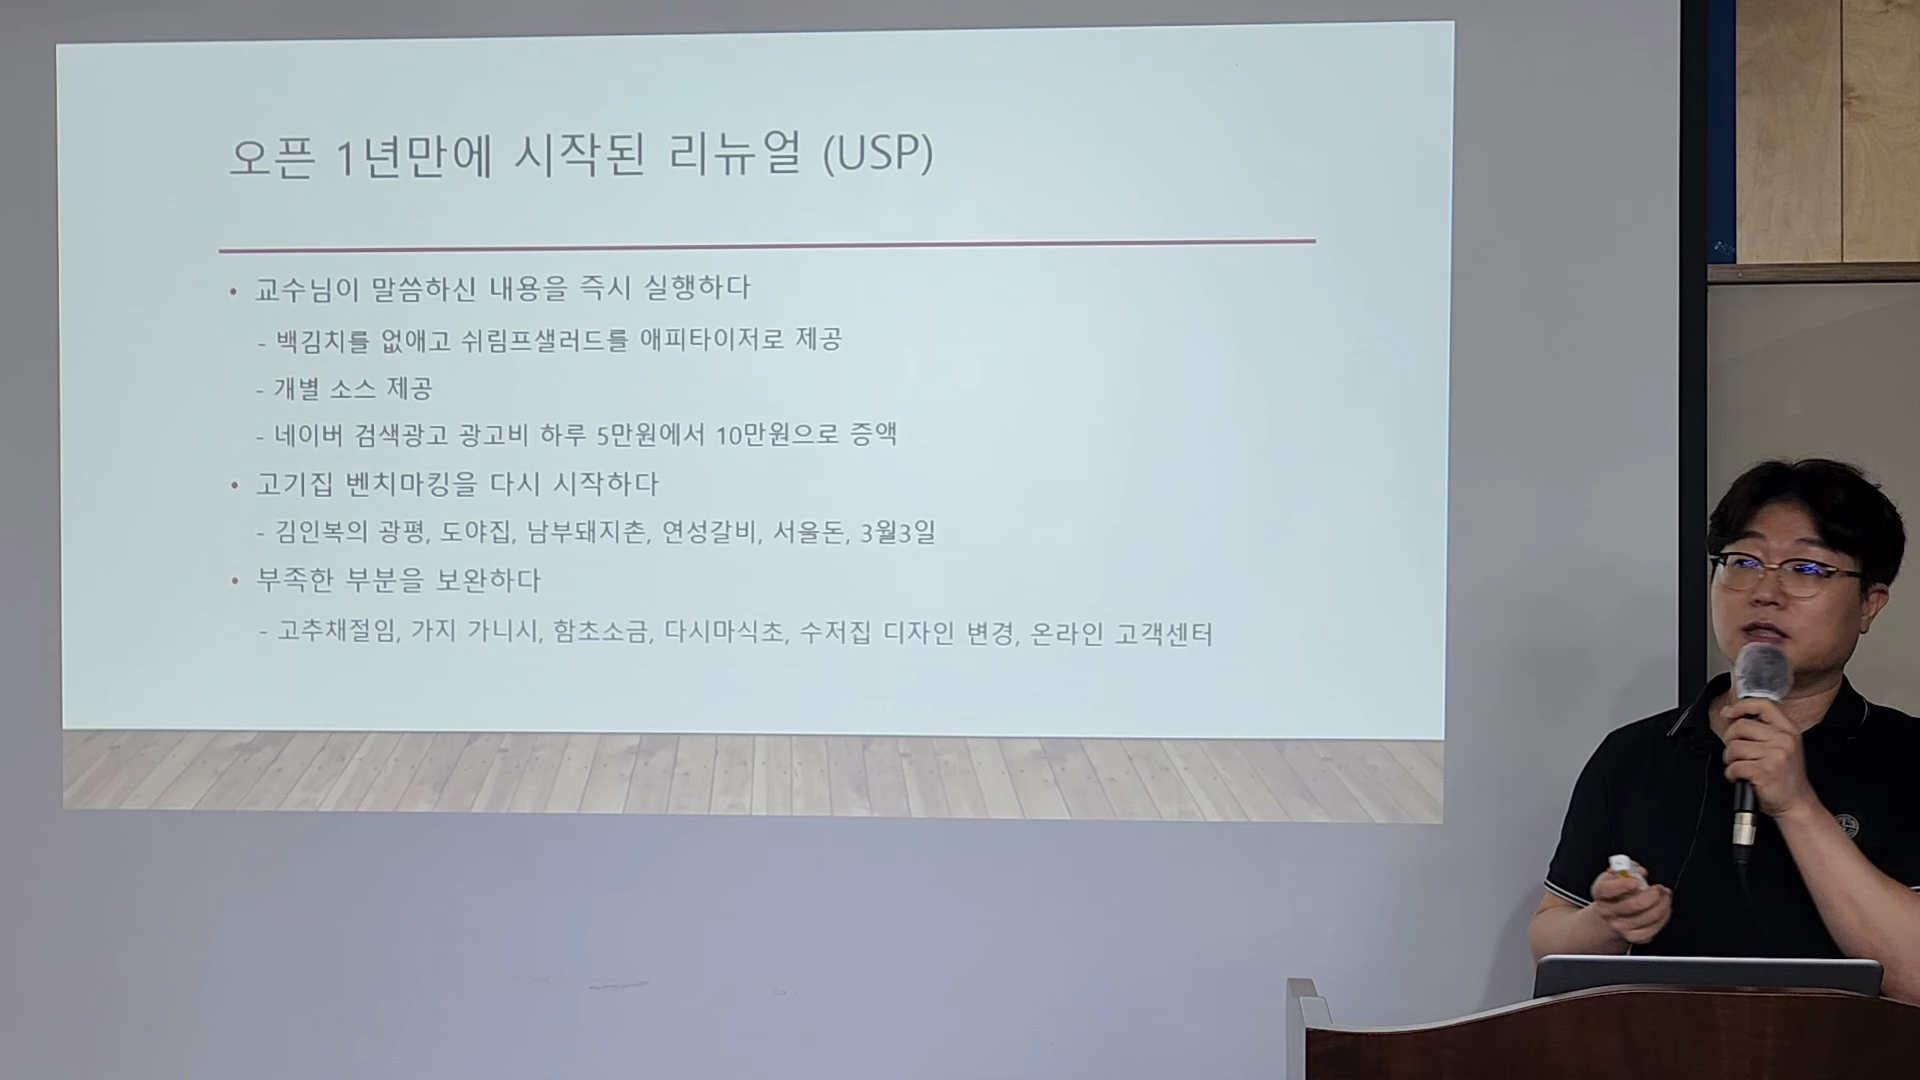 오픈 1년만에 시작된 리뉴얼 (USP)
• 교수님이 말씀하신 내용을 즉시 실행하다
- 백김치를 없애고 쉬림프샐러드를 애피타이저로 제공
- 개별 소스 제공
- 네이버 검색광고 광고비 하루 5만원에서 10만원으로 증액
• 고기집 벤치마킹을 다시 시작하다
- 김인복의 광평, 도야집, 남부돼지촌, 연성갈비, 서울돈, 3월3일
• 부족한 부분을 보완하다
- 고추채절임, 가지 가니시, 함초소금, 다시마식초, 수저집 디자인 변경, 온라인 고객센터